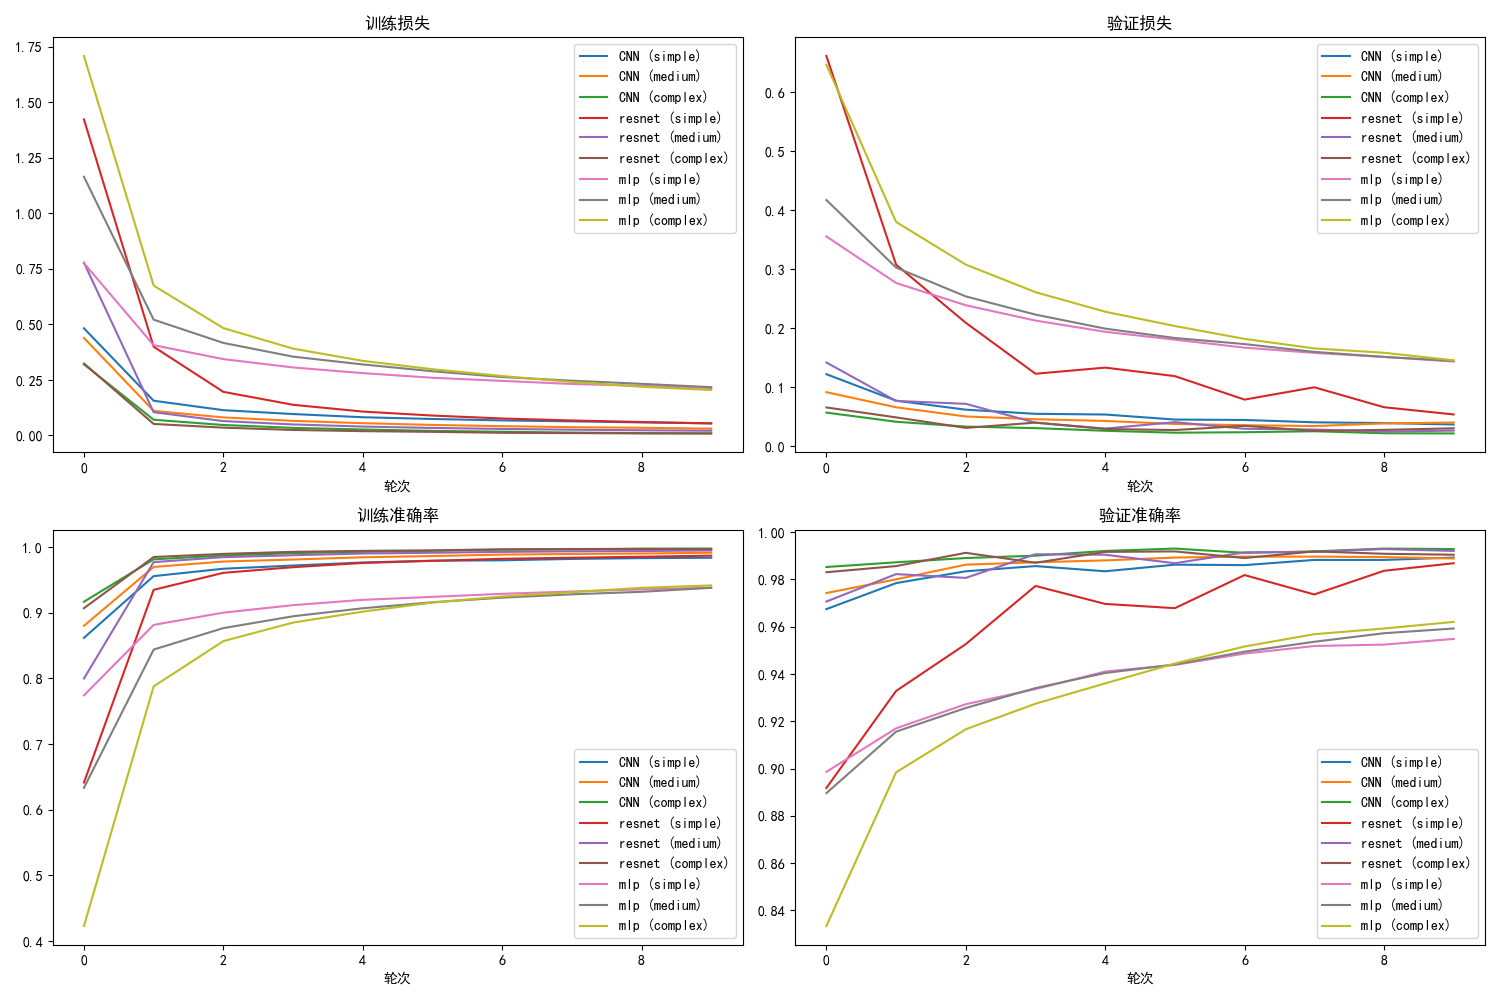 训练损失
1.75
1.50
1.25
1.00
0.75
0.50
0.25
0.00
0 2 4 6 8
轮次
CNN (simple)
CNN (medium)
CNN (complex)
resnet (simple)
resnet (medium)
resnet (complex)
mlp (simple)
mlp (medium)
mlp (complex)
验证损失
0.6
0.5
0.4
0.3
0.2
0.1
0.0
0 2 4 6 8
轮次
CNN (simple)
CNN (medium)
CNN (complex)
resnet (simple)
resnet (medium)
resnet (complex)
mlp (simple)
mlp (medium)
mlp (complex)
训练准确率
1.0
0.9
0.8
0.7
0.6
0.5
0.4
0 2 4 6 8
轮次
CNN (simple)
CNN (medium)
CNN (complex)
resnet (simple)
resnet (medium)
resnet (complex)
mlp (simple)
mlp (medium)
mlp (complex)
验证准确率
1.00
0.98
0.96
0.94
0.92
0.90
0.88
0.86
0.84
0 2 4 6 8
轮次
CNN (simple)
CNN (medium)
CNN (complex)
resnet (simple)
resnet (medium)
resnet (complex)
mlp (simple)
mlp (medium)
mlp (complex)